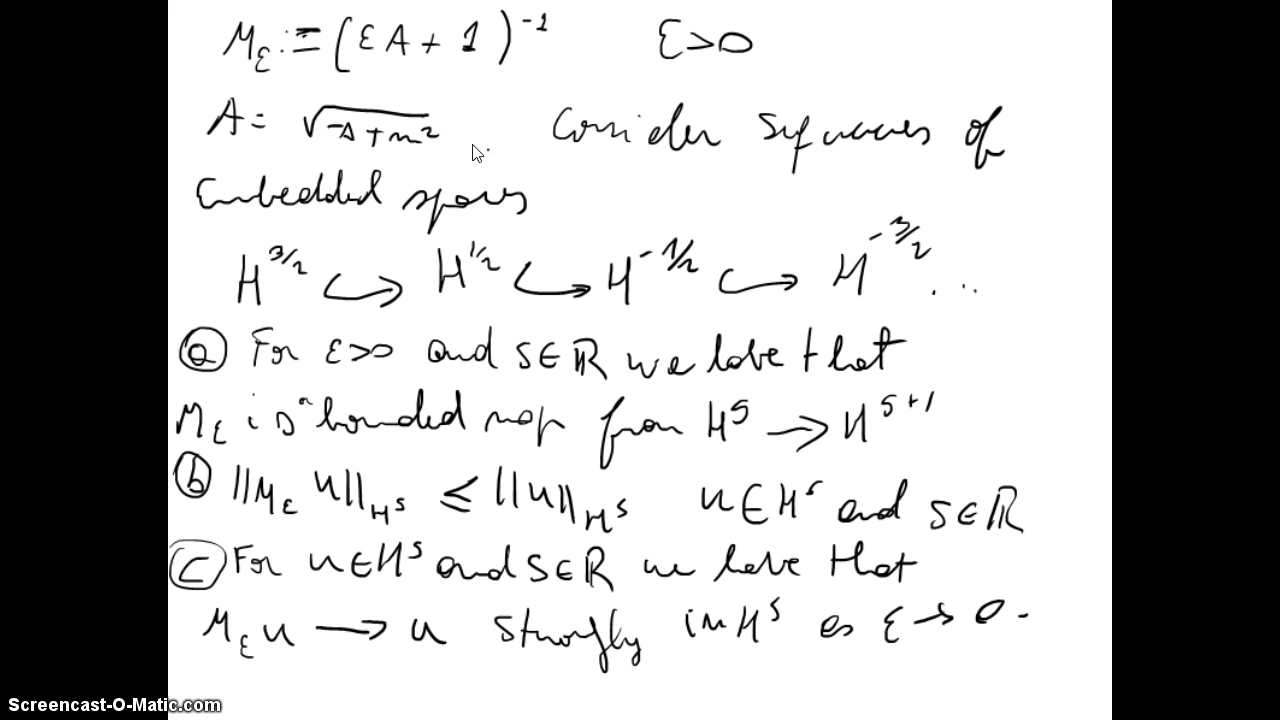 M_ε := (εA + 1)^{-1}   ε>0
A = √(-Δ+m²) . Consider sequences of
Embedded spaces
H^{3/2} ↪ H^{1/2} ↪ H^{-1/2} ↪ H^{-3/2} ...
(a) For ε>0 and s∈ℝ we have that
M_ε is a bounded map from H^s → H^{s+1}
(b) ||M_ε u||_{H^s} ≤ ||u||_{H^s}   u∈H^s and s∈ℝ
(c) For u∈H^s and s∈ℝ we have that
M_ε u → u strongly in H^s as ε→0.
Screencast-O-Matic.com